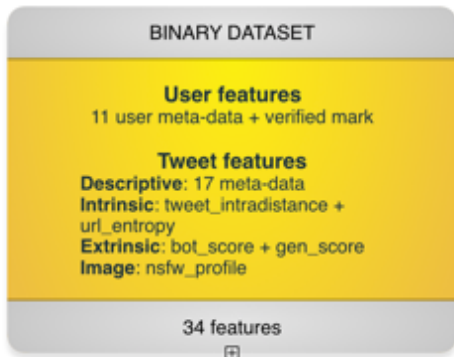 BINARY DATASET
User features
11 user meta-data + verified mark
Tweet features
Descriptive: 17 meta-data
Intrinsic: tweet_intradistance +
url_entropy
Extrinsic: bot_score + gen_score
Image: nsfw_profile
34 features